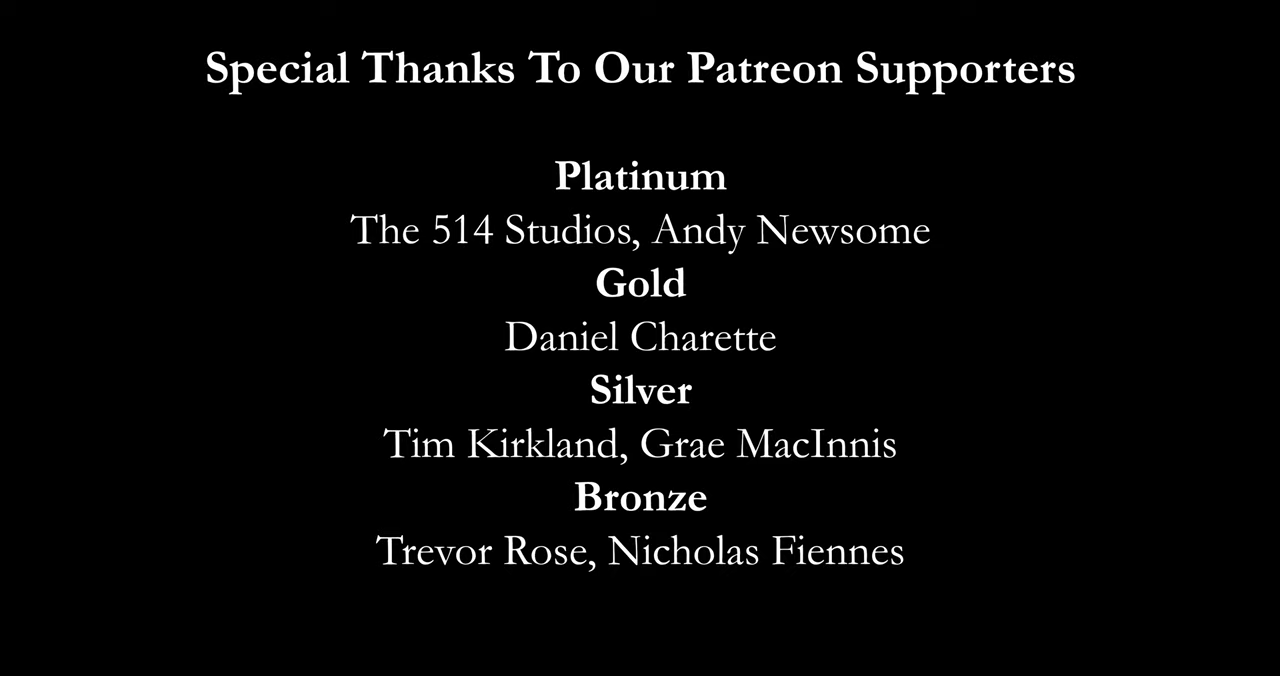 Special Thanks To Our Patreon Supporters
Platinum
The 514 Studios, Andy Newsome
Gold
Daniel Charette
Silver
Tim Kirkland, Grae MacInnis
Bronze
Trevor Rose, Nicholas Fiennes